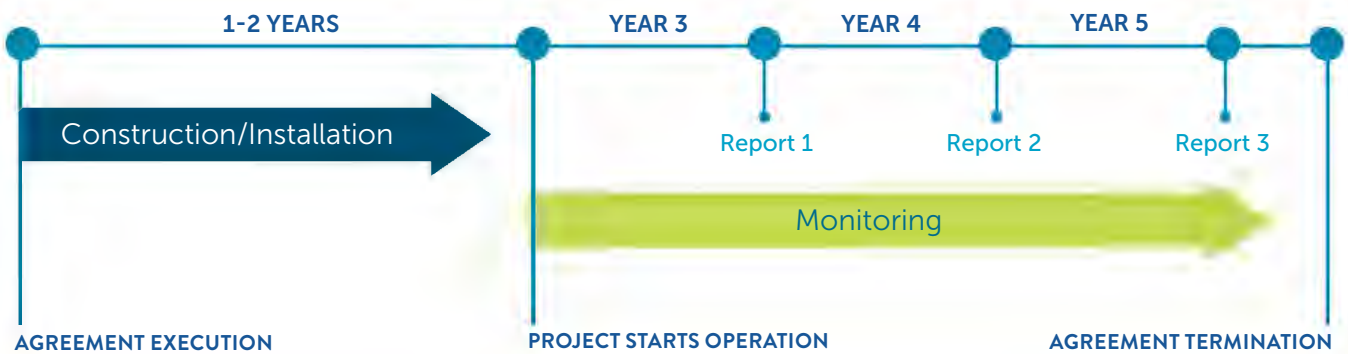 1-2 YEARS
YEAR 3
YEAR 4
YEAR 5
Construction/Installation
Report 1
Report 2
Report 3
Monitoring
AGREEMENT EXECUTION
PROJECT STARTS OPERATION
AGREEMENT TERMINATION